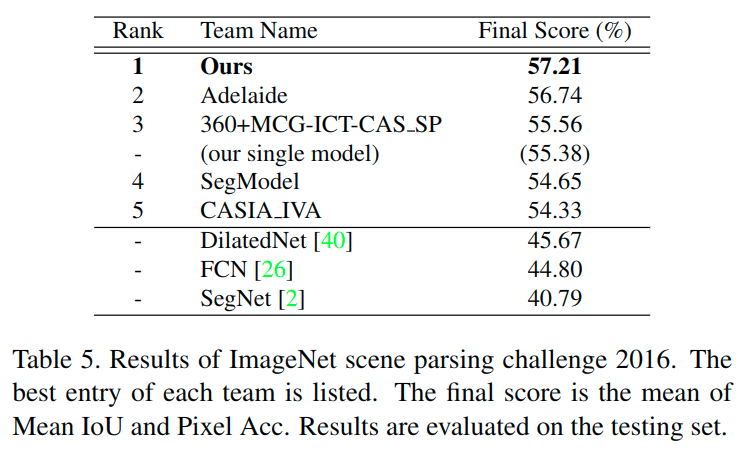 Rank Team Name Final Score (%)
1 Ours 57.21
2 Adelaide 56.74
3 360+MCG-ICT-CAS_SP 55.56
- (our single model) (55.38)
4 SegModel 54.65
5 CASIA_IVA 54.33
- DilatedNet [40] 45.67
- FCN [26] 44.80
- SegNet [2] 40.79
Table 5. Results of ImageNet scene parsing challenge 2016. The
best entry of each team is listed. The final score is the mean of
Mean IoU and Pixel Acc. Results are evaluated on the testing set.